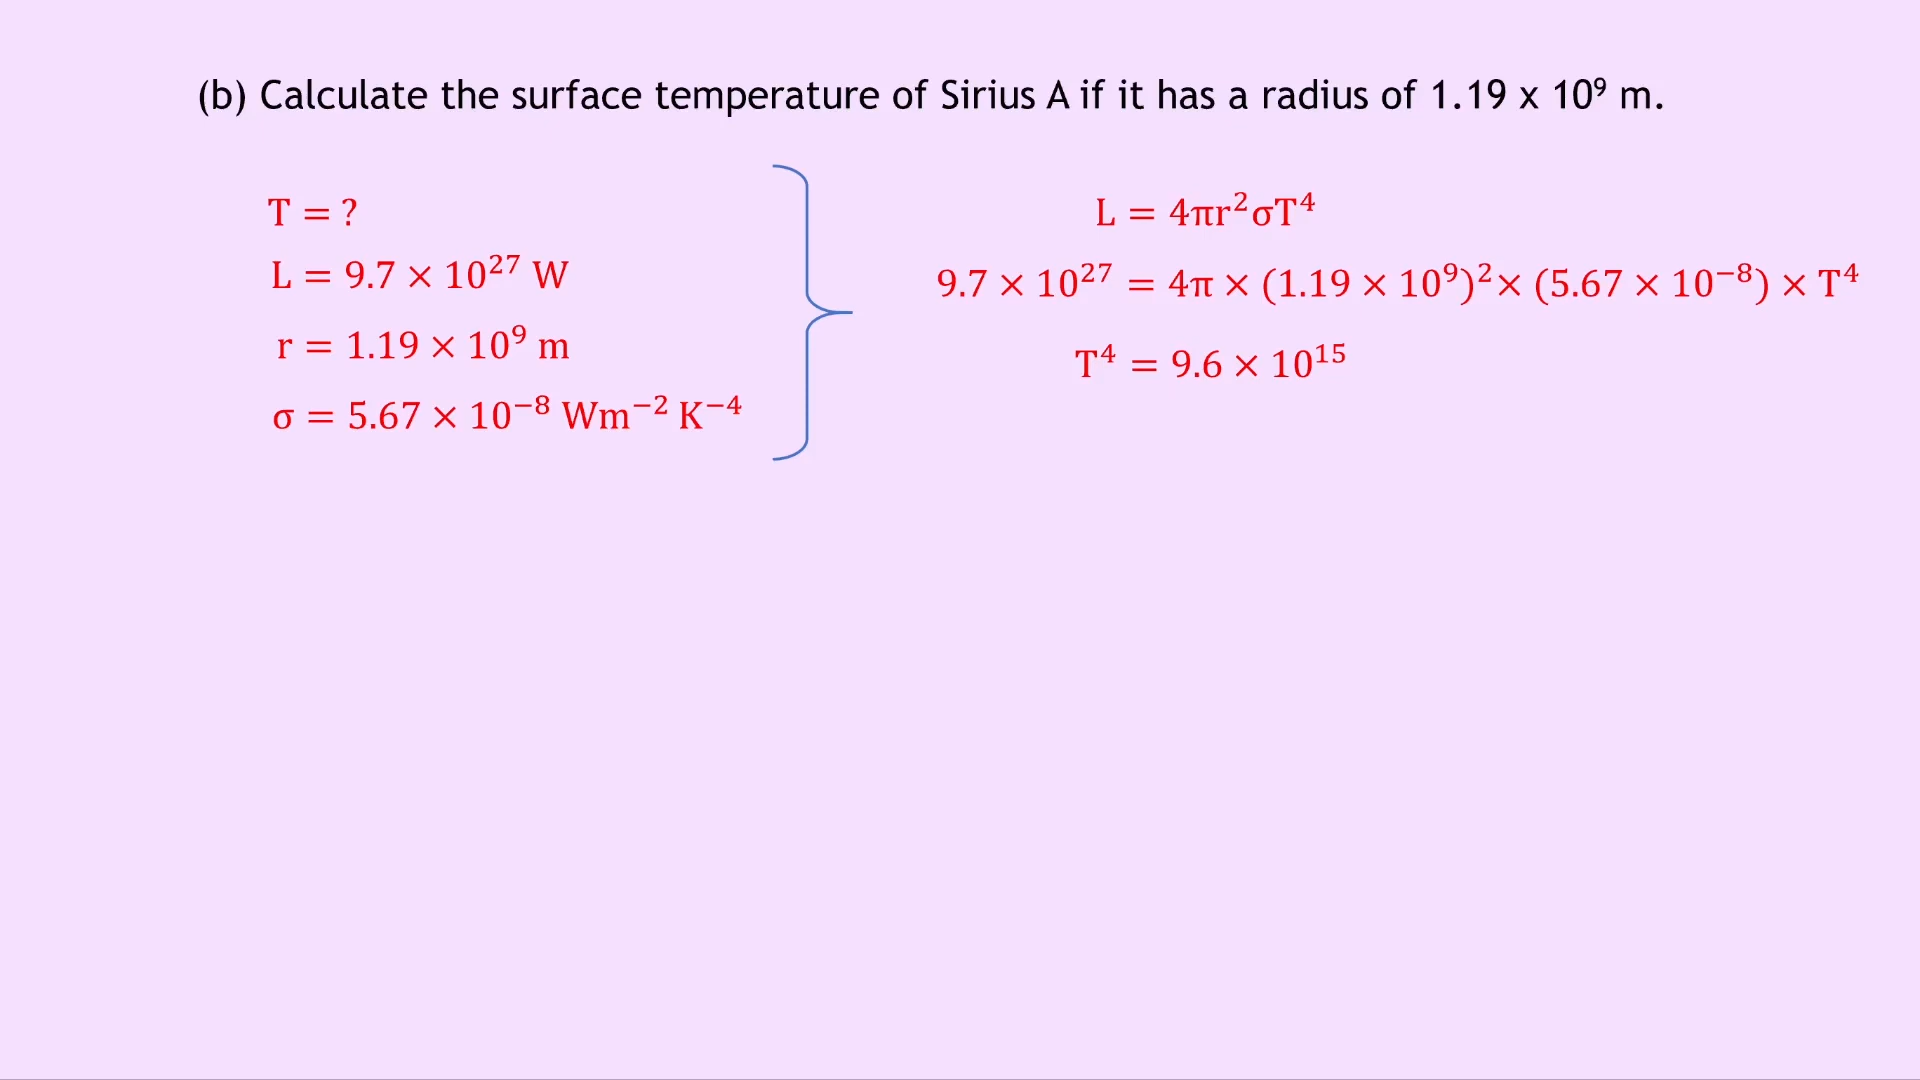 (b) Calculate the surface temperature of Sirius A if it has a radius of 1.19 x 10⁹ m.
T = ?
L = 9.7 × 10²⁷ W
r = 1.19 × 10⁹ m
σ = 5.67 × 10⁻⁸ Wm⁻² K⁻⁴
L = 4πr²σT⁴
9.7 × 10²⁷ = 4π × (1.19 × 10⁹)²× (5.67 × 10⁻⁸) × T⁴
T⁴ = 9.6 × 10¹⁵